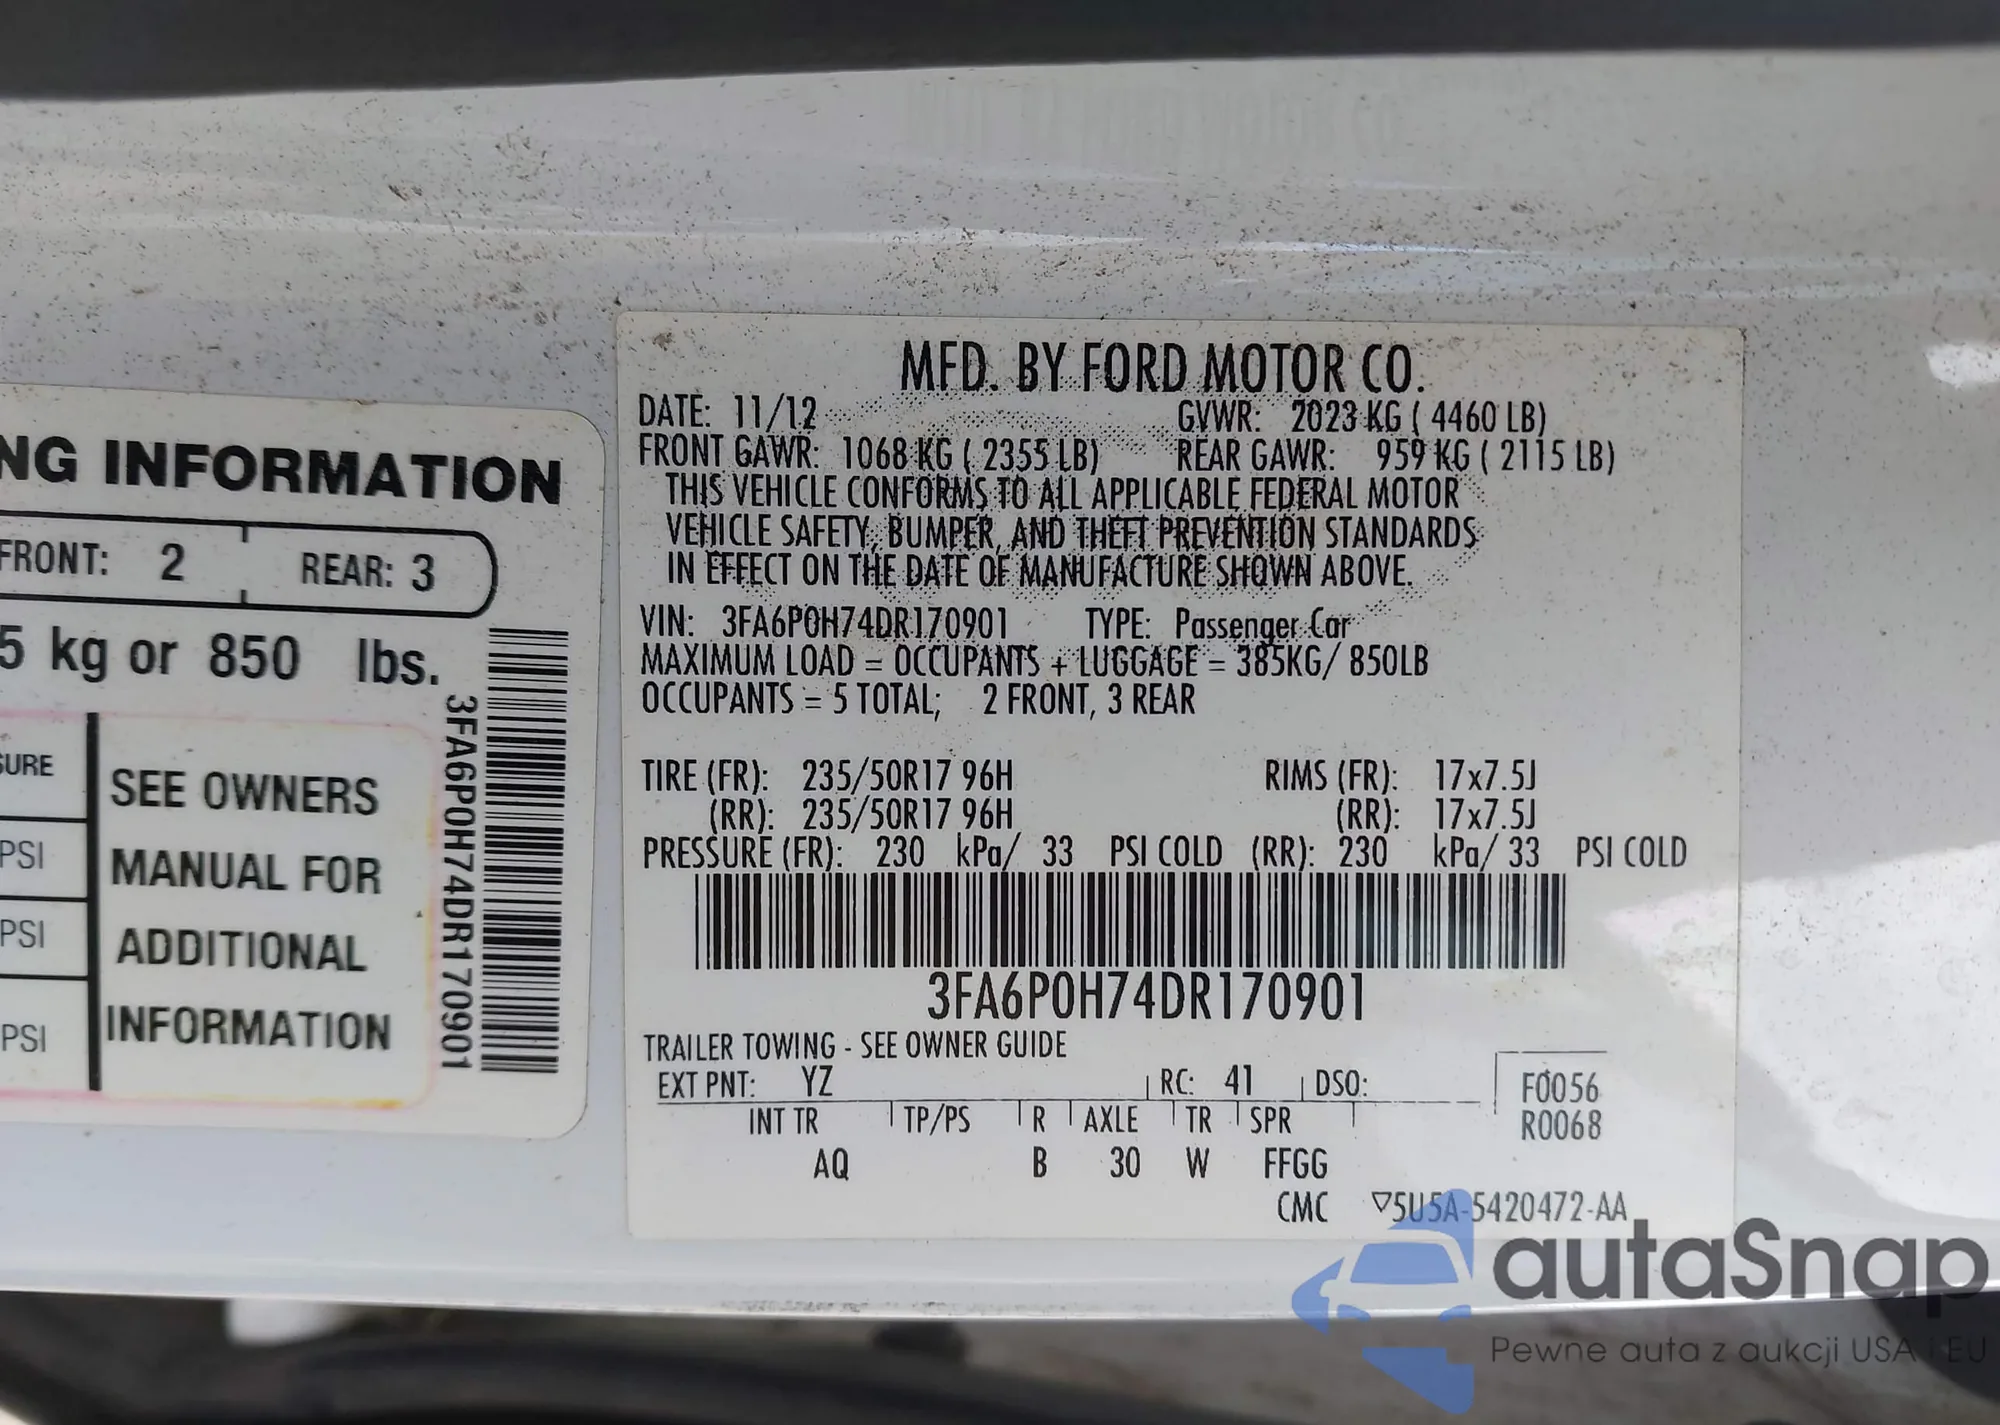 NG INFORMATION
FRONT: 2 REAR: 3
5 kg or 850 lbs.
SURE
PSI
PSI
PSI
SEE OWNERS
MANUAL FOR
ADDITIONAL
INFORMATION
3FA6P0H74DR170901
MFD. BY FORD MOTOR CO.
DATE: 11/12 GVWR: 2023 KG ( 4460 LB)
FRONT GAWR: 1068 KG ( 2355 LB) REAR GAWR: 959 KG ( 2115 LB)
THIS VEHICLE CONFORMS TO ALL APPLICABLE FEDERAL MOTOR
VEHICLE SAFETY, BUMPER, AND THEFT PREVENTION STANDARDS
IN EFFECT ON THE DATE OF MANUFACTURE SHOWN ABOVE.
VIN: 3FA6P0H74DR170901 TYPE: Passenger Car
MAXIMUM LOAD = OCCUPANTS + LUGGAGE = 385KG/ 850LB
OCCUPANTS = 5 TOTAL; 2 FRONT, 3 REAR
TIRE (FR): 235/50R17 96H RIMS (FR): 17x7.5J
(RR): 235/50R17 96H (RR): 17x7.5J
PRESSURE (FR): 230 kPa/ 33 PSI COLD (RR): 230 kPa/ 33 PSI COLD
3FA6P0H74DR170901
TRAILER TOWING - SEE OWNER GUIDE
EXT PNT: YZ RC: 41 DSO: F0056
R0068
INT TR TP/PS R AXLE TR SPR
AQ B 30 W FFGG
CMC ▽5U5A-5420472-AA
autaSnap
Pewne auta z aukcji USA i EU